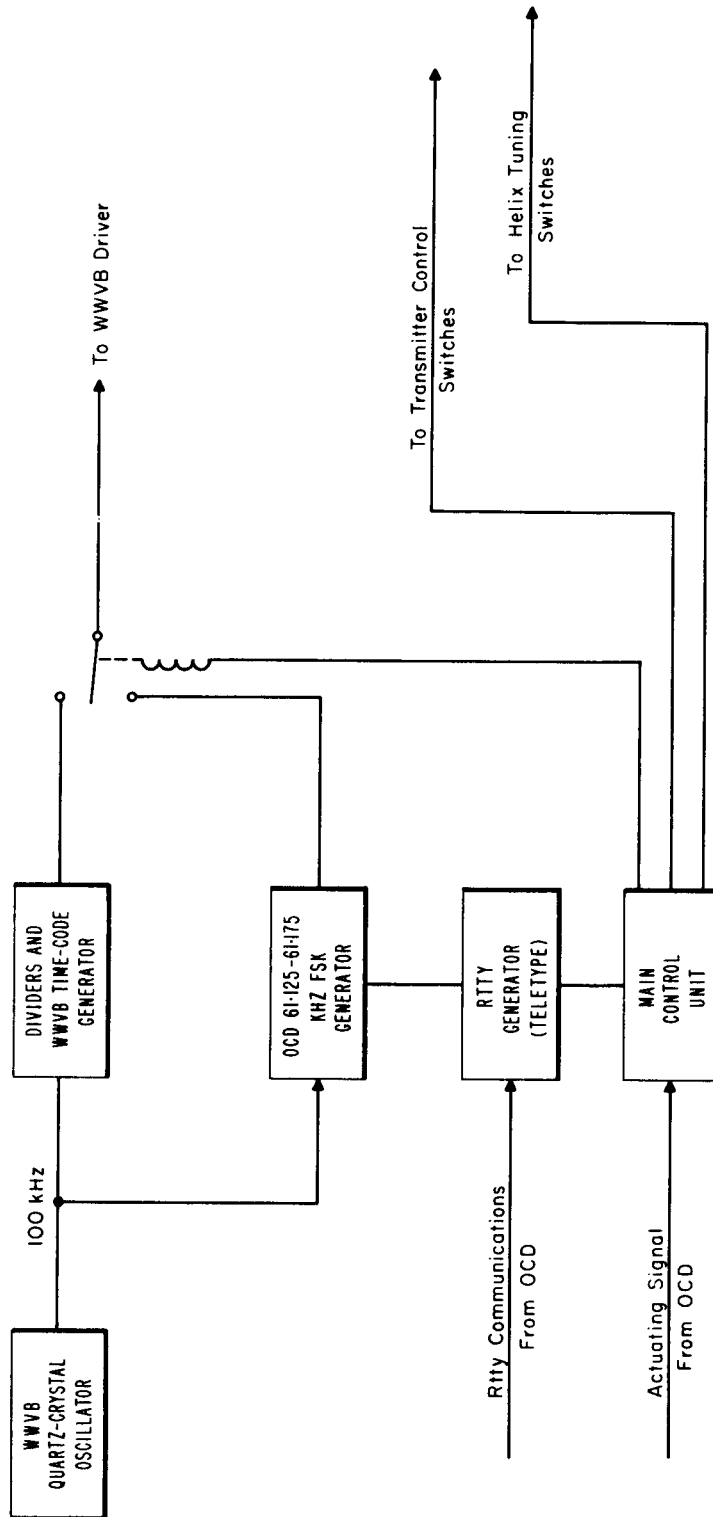 WWVB
QUARTZ-CRYSTAL
OSCILLATOR
100 kHz
DIVIDERS AND
WWVB TIME-CODE
GENERATOR
To WWVB Driver
OCD 61·125-61·175
KHZ FSK
GENERATOR
Rtty Communications
From OCD
RTTY
GENERATOR
(TELETYPE)
To Transmitter Control
Switches
Actuating Signal
From OCD
MAIN
CONTROL
UNIT
To Helix Tuning
Switches